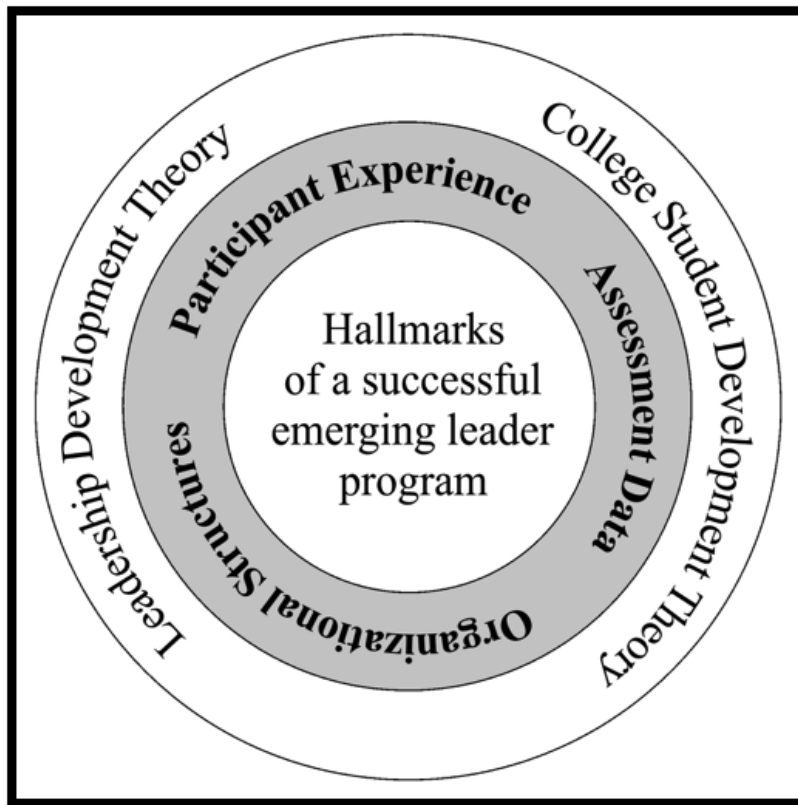 Leadership Development Theory
College Student Development Theory
Participant Experience
Assessment Data
Organizational Structures
Hallmarks
of a successful
emerging leader
program